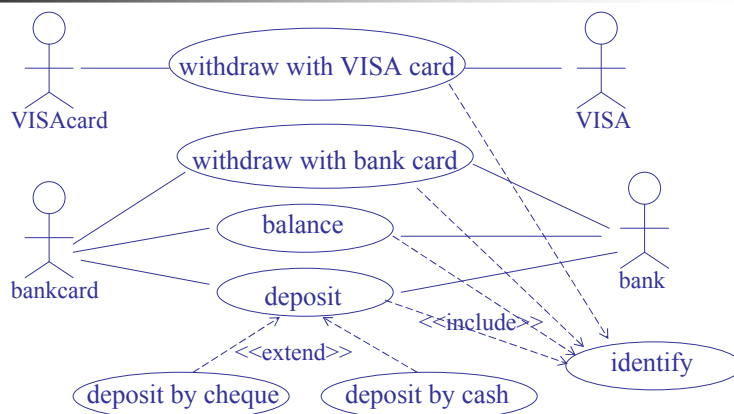 withdraw with VISA card
VISAcard
VISA
withdraw with bank card
balance
bankcard
bank
deposit
<<include>>
<<extend>>
identify
deposit by cheque
deposit by cash